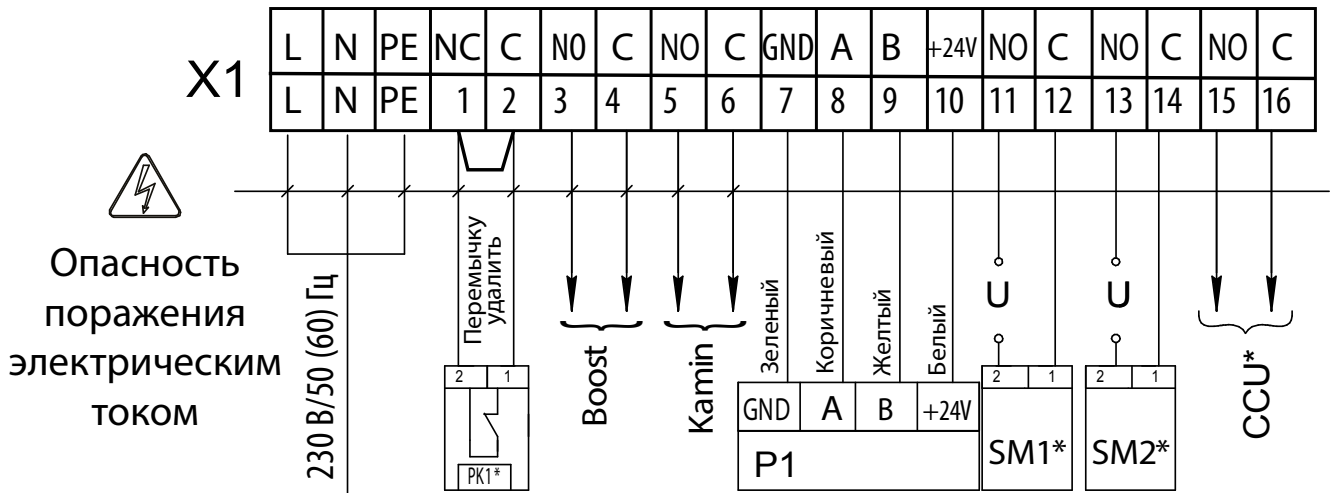 X1
L N PE NC C NO C NO C GND A B +24V NO C NO C NO C
L N PE 1 2 3 4 5 6 7 8 9 10 11 12 13 14 15 16
Опасность
поражения
электрическим
током
230 В/50 (60) Гц
Перемычку
удалить
2 1
PK1*
Boost
Kamin
Зеленый
Коричневый
Желтый
Белый
GND A B +24V
P1
U
2 1
SM1*
U
2 1
SM2*
CCU*